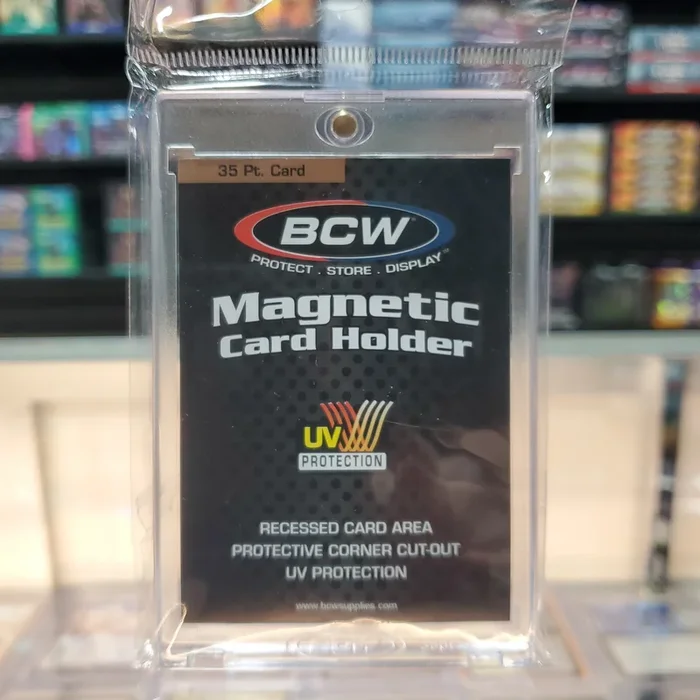 35 Pt. Card
BCW
PROTECT . STORE . DISPLAY
Magnetic
Card Holder
UV
PROTECTION
RECESSED CARD AREA
PROTECTIVE CORNER CUT-OUT
UV PROTECTION
www.bcwsupplies.com